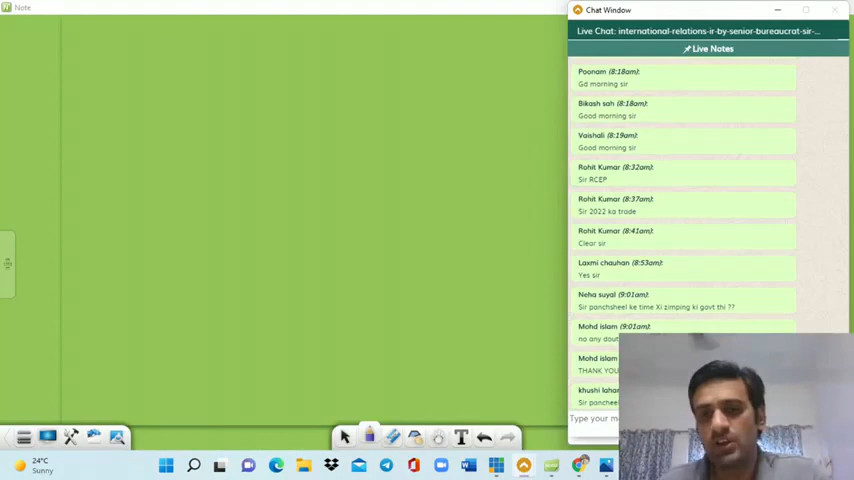 Note
Chat Window
Live Chat: international-relations-ir-by-senior-bureaucrat-sir-...
Live Notes
Poonam (8:18am):
Gd morning sir
Bikash sah (8:18am):
Good morning sir
Vaishali (8:19am):
Good morning sir
Rohit Kumar (8:32am):
Sir RCEP
Rohit Kumar (8:37am):
Sir 2022 ka trade
Rohit Kumar (8:41am):
Clear sir
Laxmi chauhan (8:53am):
Yes sir
Neha suyal (9:01am):
Sir panchsheel ke time Xi zimping ki govt thi ??
Mohd islam (9:01am):
no any dout
Mohd islam
THANK YOU
khushi lahar
Sir pancheel
Type your m
24°C
Sunny